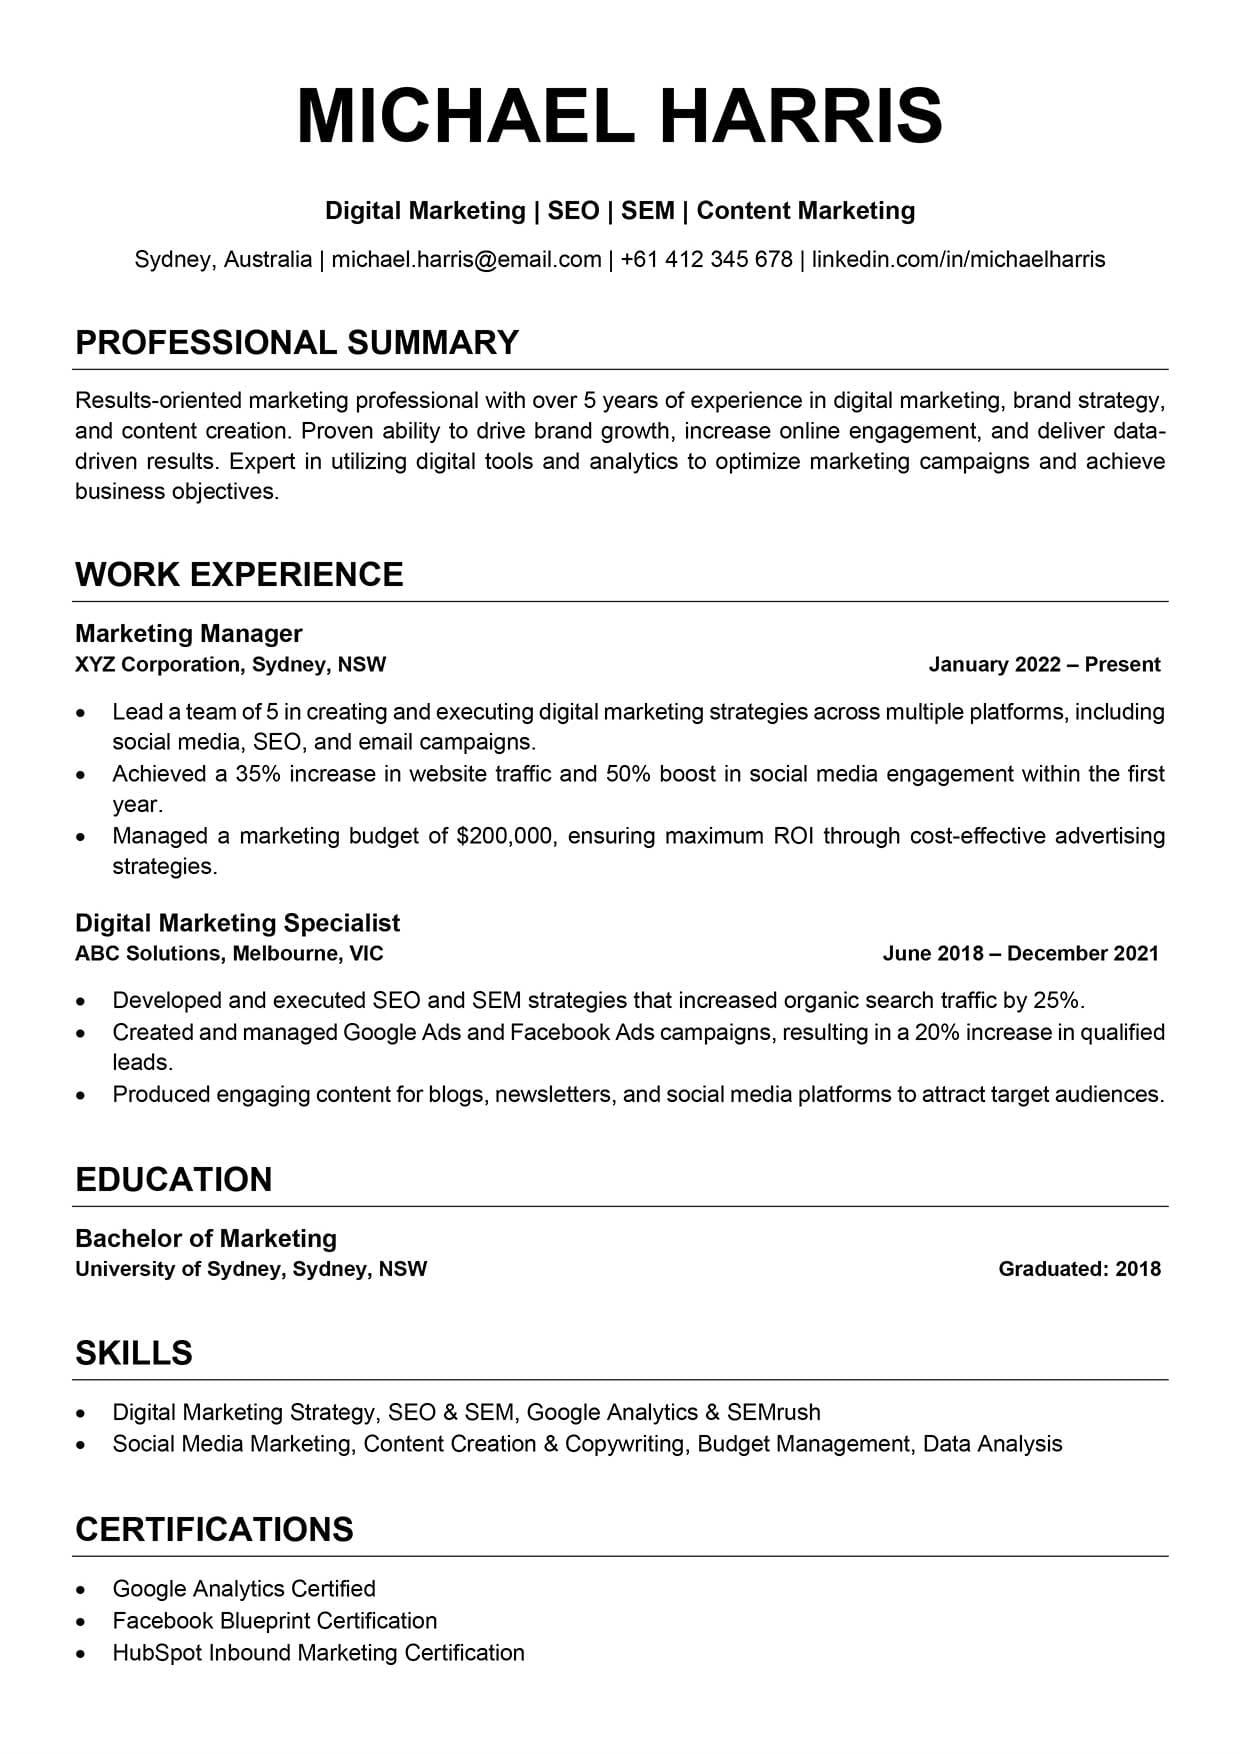 MICHAEL HARRIS
Digital Marketing | SEO | SEM | Content Marketing
Sydney, Australia | michael.harris@email.com | +61 412 345 678 | linkedin.com/in/michaelharris
PROFESSIONAL SUMMARY
Results-oriented marketing professional with over 5 years of experience in digital marketing, brand strategy,
and content creation. Proven ability to drive brand growth, increase online engagement, and deliver data-
driven results. Expert in utilizing digital tools and analytics to optimize marketing campaigns and achieve
business objectives.
WORK EXPERIENCE
Marketing Manager
XYZ Corporation, Sydney, NSW January 2022 – Present
• Lead a team of 5 in creating and executing digital marketing strategies across multiple platforms, including
social media, SEO, and email campaigns.
• Achieved a 35% increase in website traffic and 50% boost in social media engagement within the first
year.
• Managed a marketing budget of $200,000, ensuring maximum ROI through cost-effective advertising
strategies.
Digital Marketing Specialist
ABC Solutions, Melbourne, VIC June 2018 – December 2021
• Developed and executed SEO and SEM strategies that increased organic search traffic by 25%.
• Created and managed Google Ads and Facebook Ads campaigns, resulting in a 20% increase in qualified
leads.
• Produced engaging content for blogs, newsletters, and social media platforms to attract target audiences.
EDUCATION
Bachelor of Marketing
University of Sydney, Sydney, NSW Graduated: 2018
SKILLS
• Digital Marketing Strategy, SEO & SEM, Google Analytics & SEMrush
• Social Media Marketing, Content Creation & Copywriting, Budget Management, Data Analysis
CERTIFICATIONS
• Google Analytics Certified
• Facebook Blueprint Certification
• HubSpot Inbound Marketing Certification